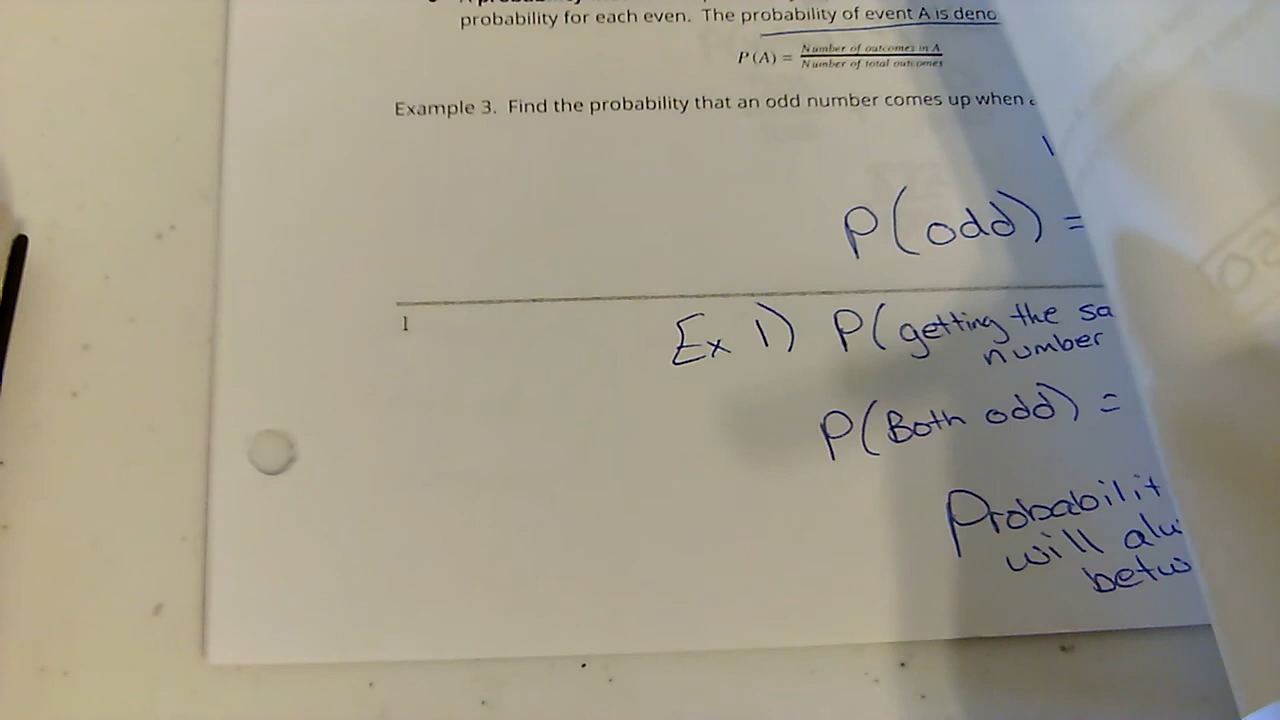 probability for each even. The probability of event A is deno
P(A) = Number of outcomes in A / Number of total outcomes
Example 3. Find the probability that an odd number comes up when
P(odd) =
1
Ex 1) P(getting the sa
number
P(Both odd) =
Probabilit
will alw
betw